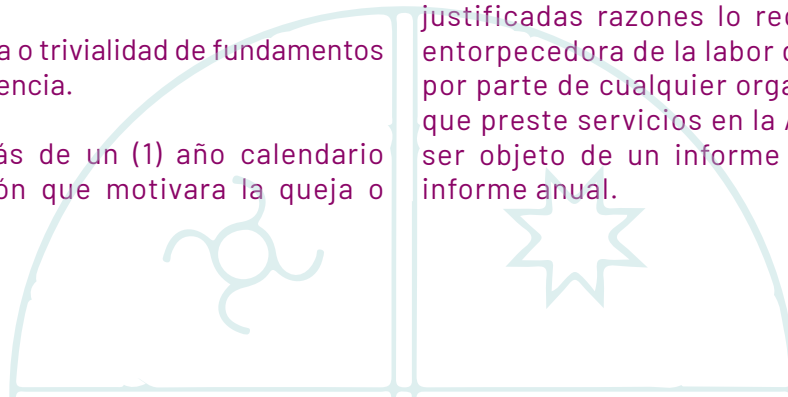 a o trivialidad de fundamentos
encia.
ás de un (1) año calendario
ón que motivara la queja o
justificadas razones lo re
entorpecedora de la labor
por parte de cualquier orga
que preste servicios en la
ser objeto de un informe
informe anual.